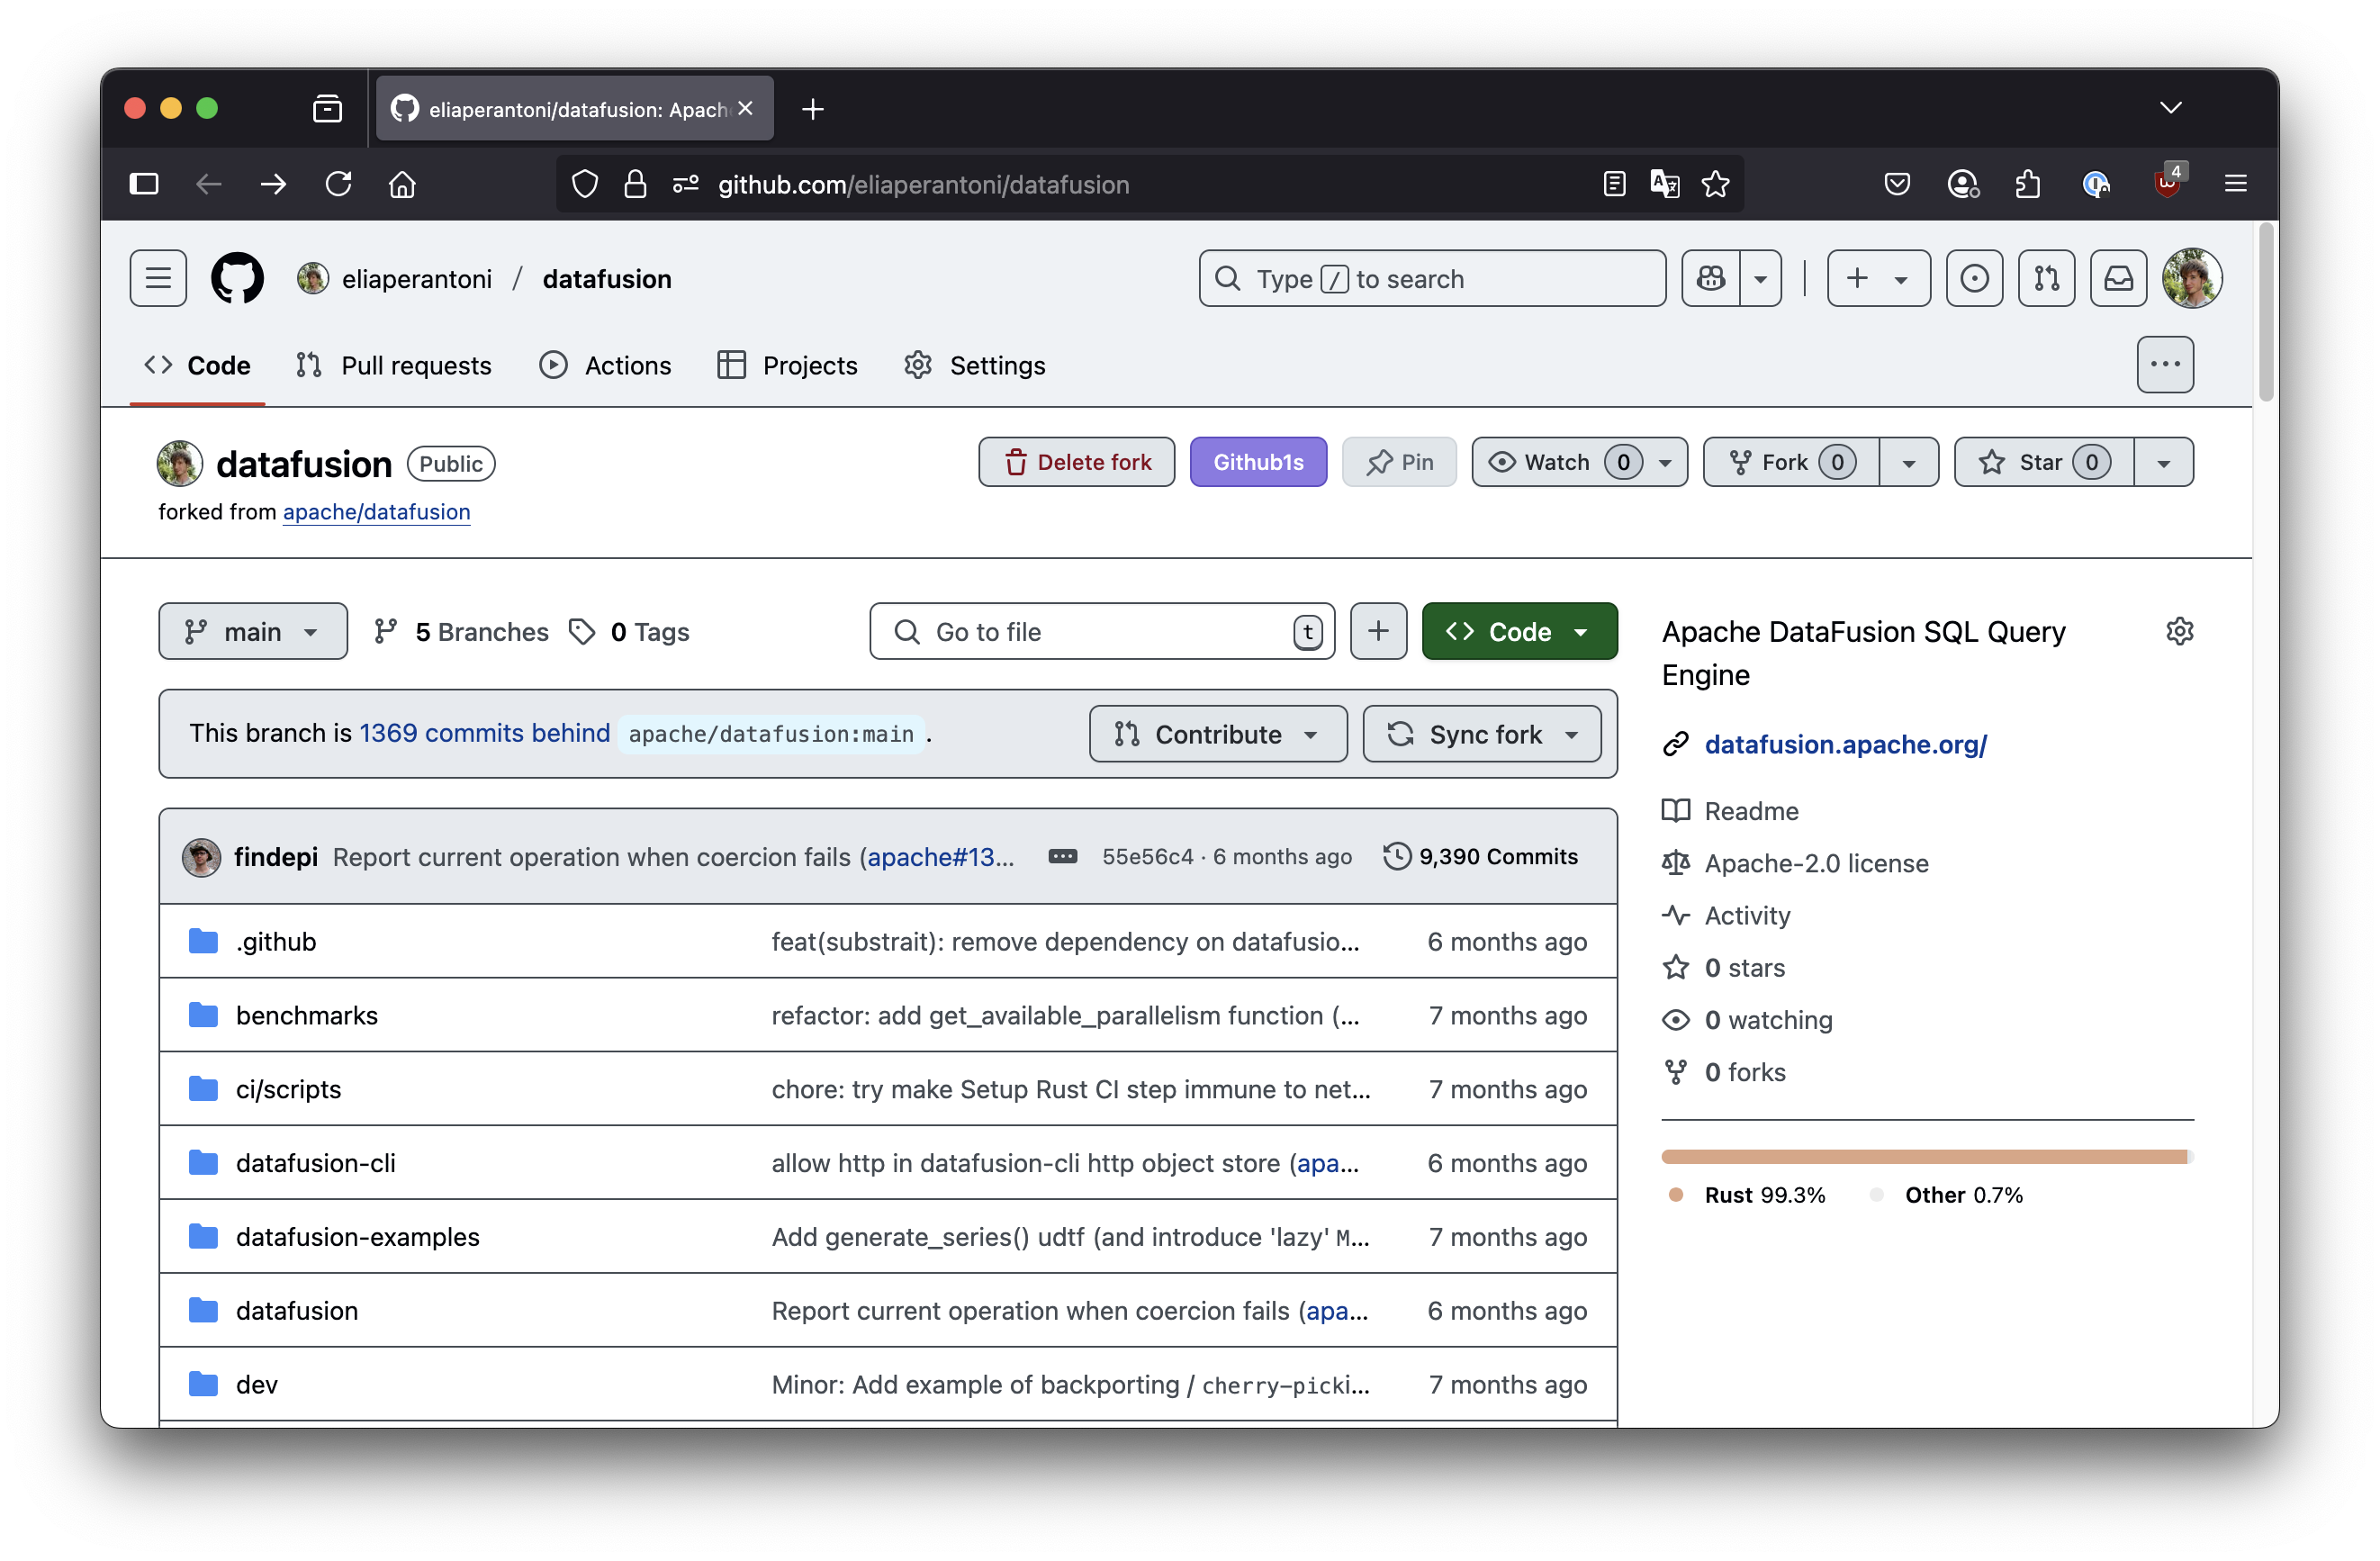 eliaperantoni/datafusion: Apach
4
github.com/eliaperantoni/datafusion
eliaperantoni / datafusion
Type / to search
Code Pull requests Actions Projects Settings
datafusion Public
Delete fork Github1s Pin Watch 0 Fork 0 Star 0
forked from apache/datafusion
main 5 Branches 0 Tags Go to file t Code
Apache DataFusion SQL Query
Engine
This branch is 1369 commits behind apache/datafusion:main .
Contribute Sync fork
datafusion.apache.org/
Readme
Apache-2.0 license
Activity
0 stars
0 watching
0 forks
Rust 99.3% Other 0.7%
findepi Report current operation when coercion fails (apache#13... 55e56c4 · 6 months ago 9,390 Commits
.github feat(substrait): remove dependency on datafusio... 6 months ago
benchmarks refactor: add get_available_parallelism function (... 7 months ago
ci/scripts chore: try make Setup Rust CI step immune to net... 7 months ago
datafusion-cli allow http in datafusion-cli http object store (apa... 6 months ago
datafusion-examples Add generate_series() udtf (and introduce 'lazy' M... 7 months ago
datafusion Report current operation when coercion fails (apa... 6 months ago
dev Minor: Add example of backporting / cherry-picki... 7 months ago